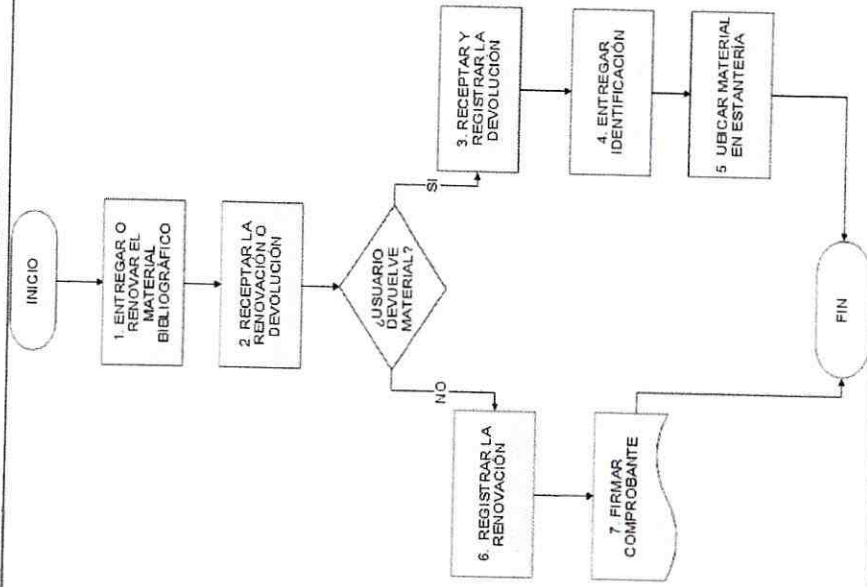 INICIO
1. ENTREGAR O
RENOVAR EL
MATERIAL
BIBLIOGRÁFICO
2. RECEPTAR LA
RENOVACIÓN O
DEVOLUCIÓN
¿USUARIO
DEVUELVE
MATERIAL?
SI
3. RECEPTAR Y
REGISTRAR LA
DEVOLUCIÓN
4. ENTREGAR
IDENTIFICACIÓN
5 UBICAR MATERIAL
EN ESTANTERÍA
NO
6. REGISTRAR LA
RENOVACIÓN
7. FIRMAR
COMPROBANTE
FIN